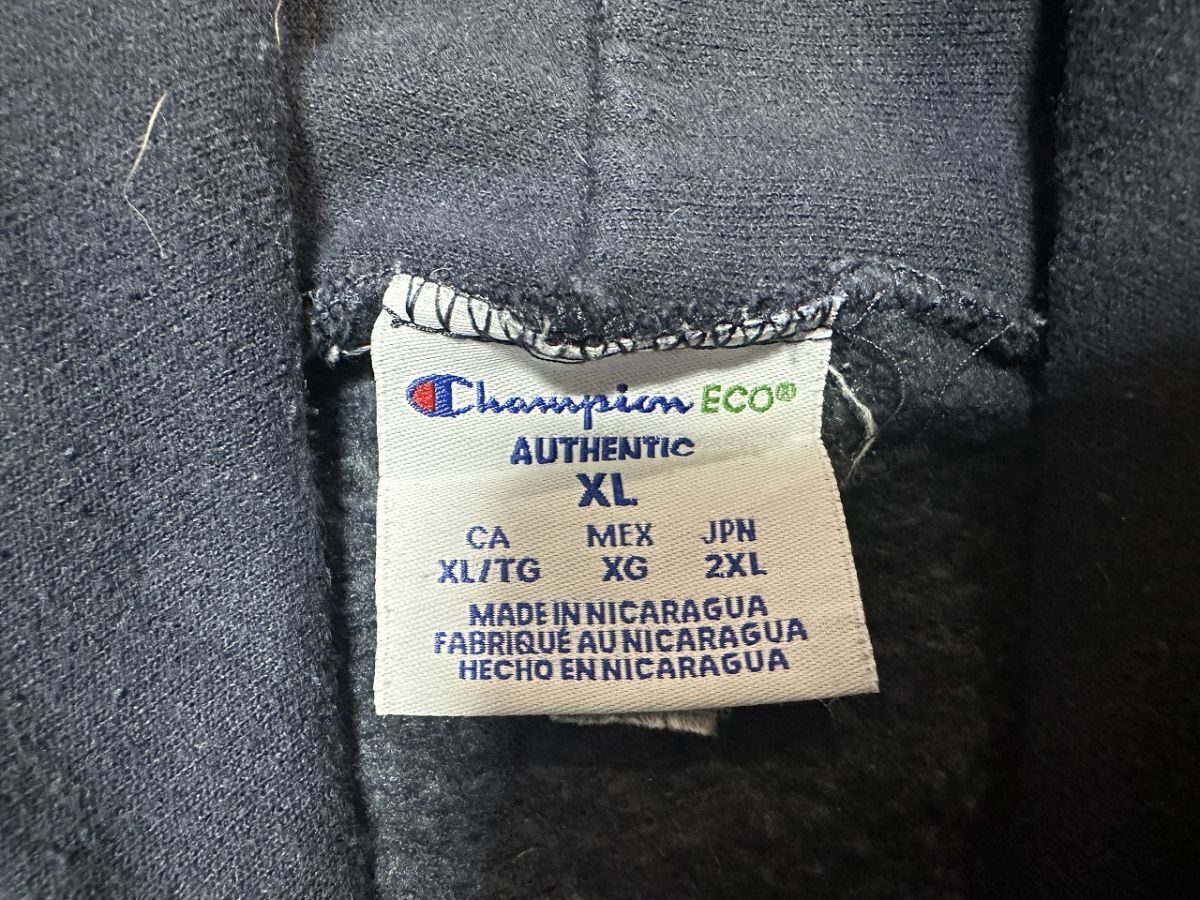 Champion ECO®
AUTHENTIC
XL
CA MEX JPN
XL/TG XG 2XL
MADE IN NICARAGUA
FABRIQUÉ AU NICARAGUA
HECHO EN NICARAGUA